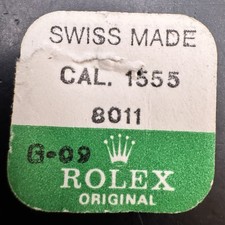 SWISS MADE
CAL. 1555
8011
G-09
ROLEX
ORIGINAL